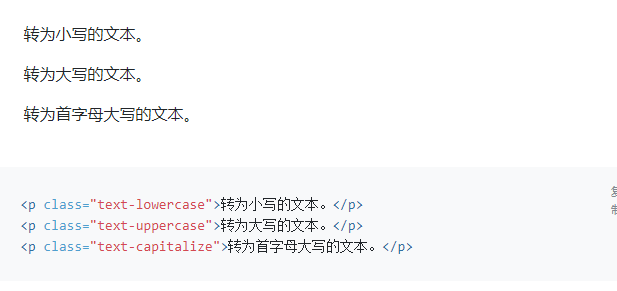 转为小写的文本。
转为大写的文本。
转为首字母大写的文本。
复
制
<p class="text-lowercase">转为小写的文本。</p>
<p class="text-uppercase">转为大写的文本。</p>
<p class="text-capitalize">转为首字母大写的文本。</p>